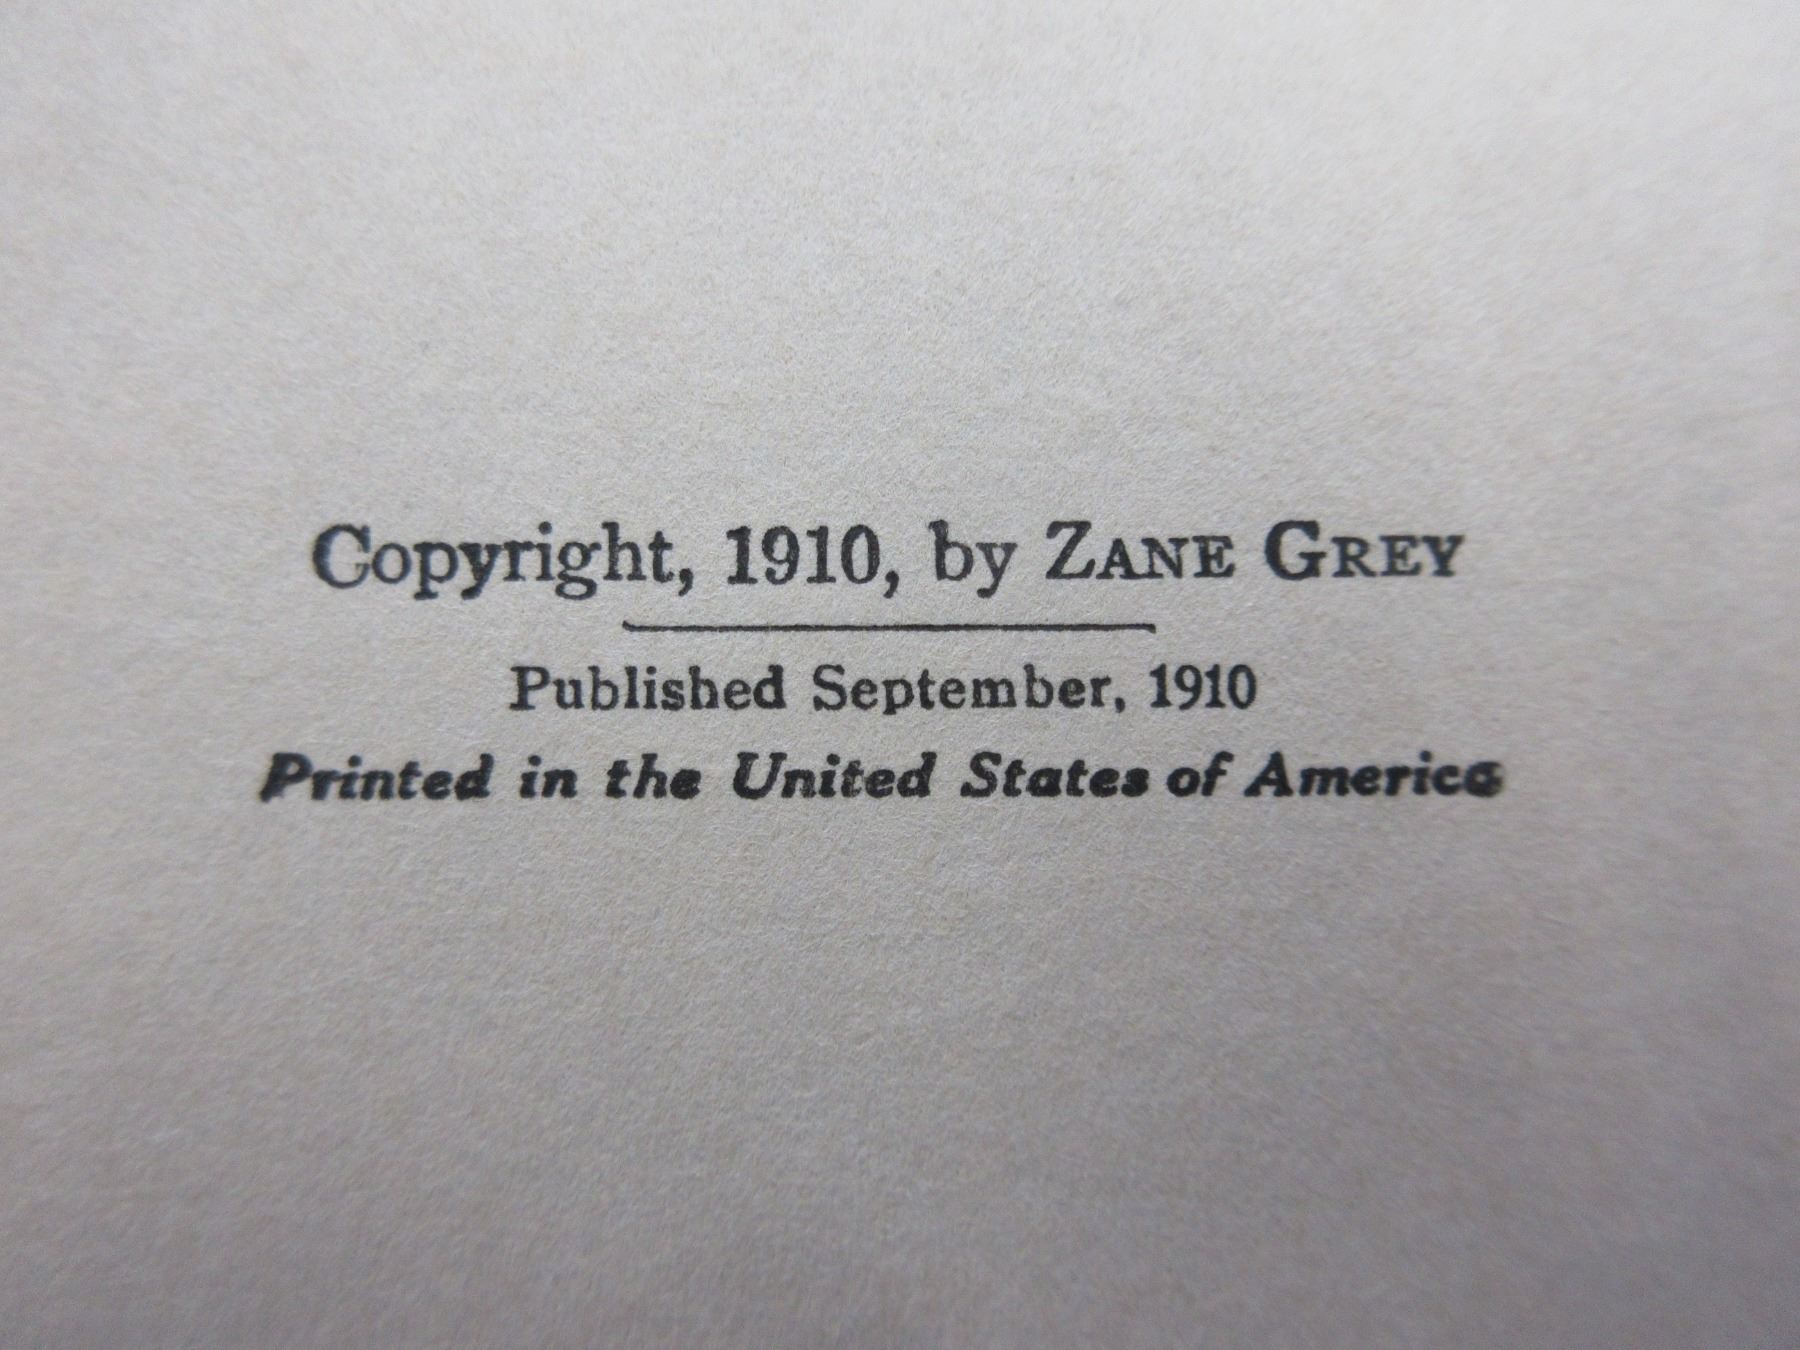 Copyright, 1910, by ZANE GREY
Published September, 1910
Printed in the United States of America